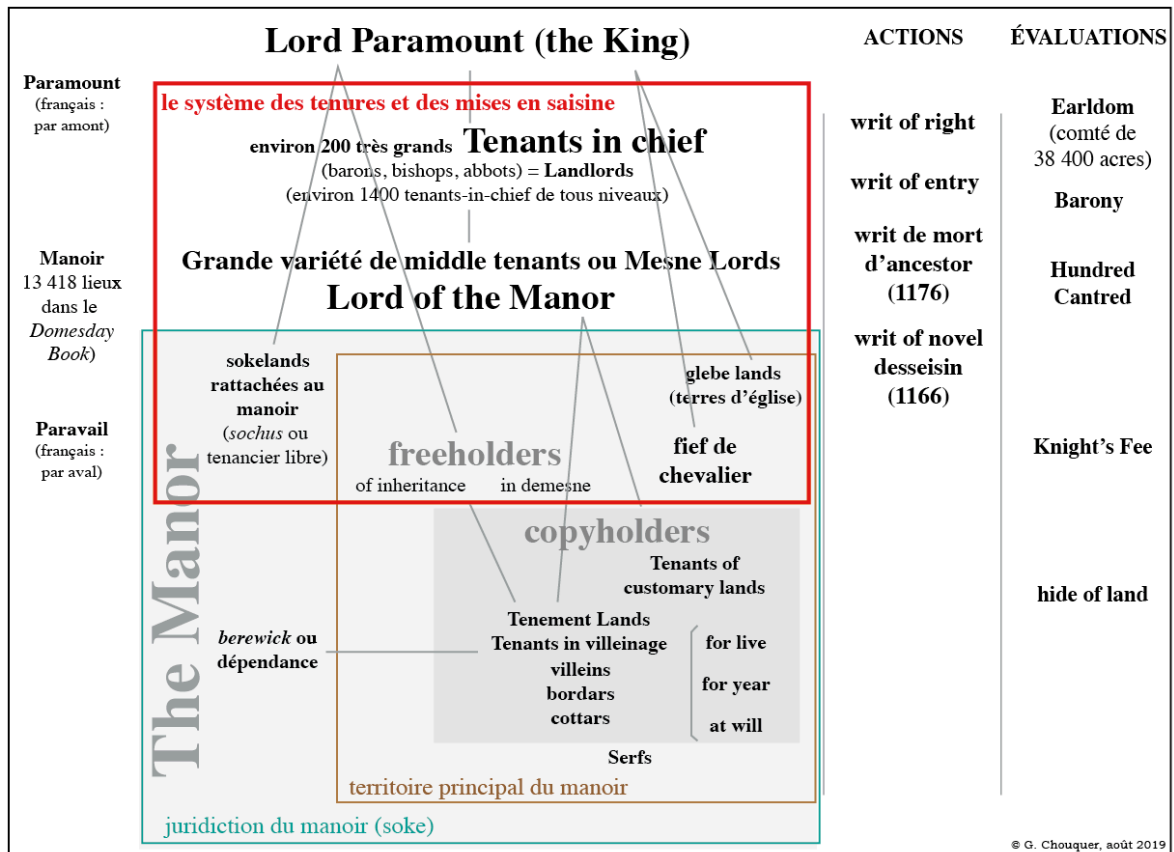 Lord Paramount (the King)
ACTIONS
ÉVALUATIONS
Paramount
(français :
par amont)
le système des tenures et des mises en saisine
environ 200 très grands Tenants in chief
(barons, bishops, abbots) = Landlords
(environ 1400 tenants-in-chief de tous niveaux)
Grande variété de middle tenants ou Mesne Lords
Lord of the Manor
Manoir
13 418 lieux
dans le
Domesday
Book)
Paravail
(français :
par aval)
The Manor
sokelands
rattachées au
manoir
(sochus ou
tenancier libre)
glebe lands
(terres d'église)
freeholders
of inheritance
in demesne
fief de
chevalier
copyholders
Tenants of
customary lands
Tenement Lands
Tenants in villeinage
villeins
bordars
cottars
for live
for year
at will
berewick ou
dépendance
Serfs
territoire principal du manoir
juridiction du manoir (soke)
writ of right
writ of entry
writ de mort
d'ancestor
(1176)
writ of novel
desseisin
(1166)
Earldom
(comté de
38 400 acres)
Barony
Hundred
Cantred
Knight's Fee
hide of land
© G. Chouquer, août 2019